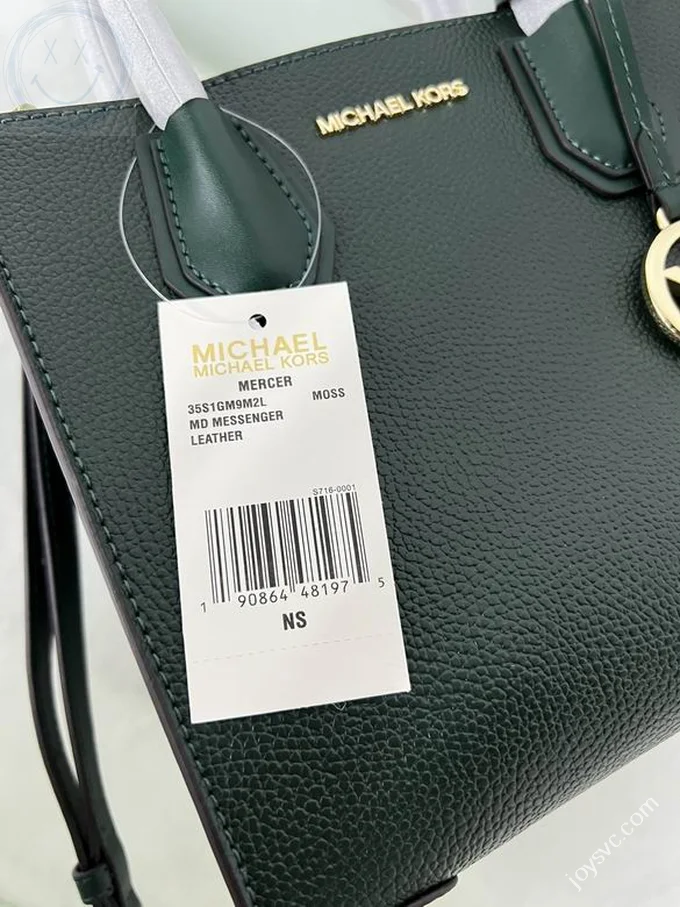 MICHAEL KORS
MICHAEL
MICHAEL KORS
MERCER
35S1GM9M2L MOSS
MD MESSENGER
LEATHER
S716-0001
1 90864 48197 5
NS
joysvc.com